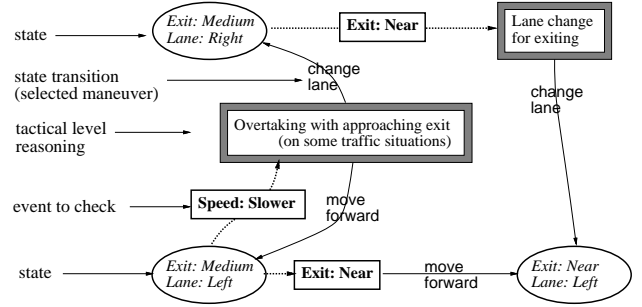 state
Exit: Medium
Lane: Right
Exit: Near
Lane change
for exiting
state transition
(selected maneuver)
change
lane
change
lane
tactical level
reasoning
Overtaking with approaching exit
(on some traffic situations)
event to check
Speed: Slower
move
forward
state
Exit: Medium
Lane: Left
Exit: Near
move
forward
Exit: Near
Lane: Left